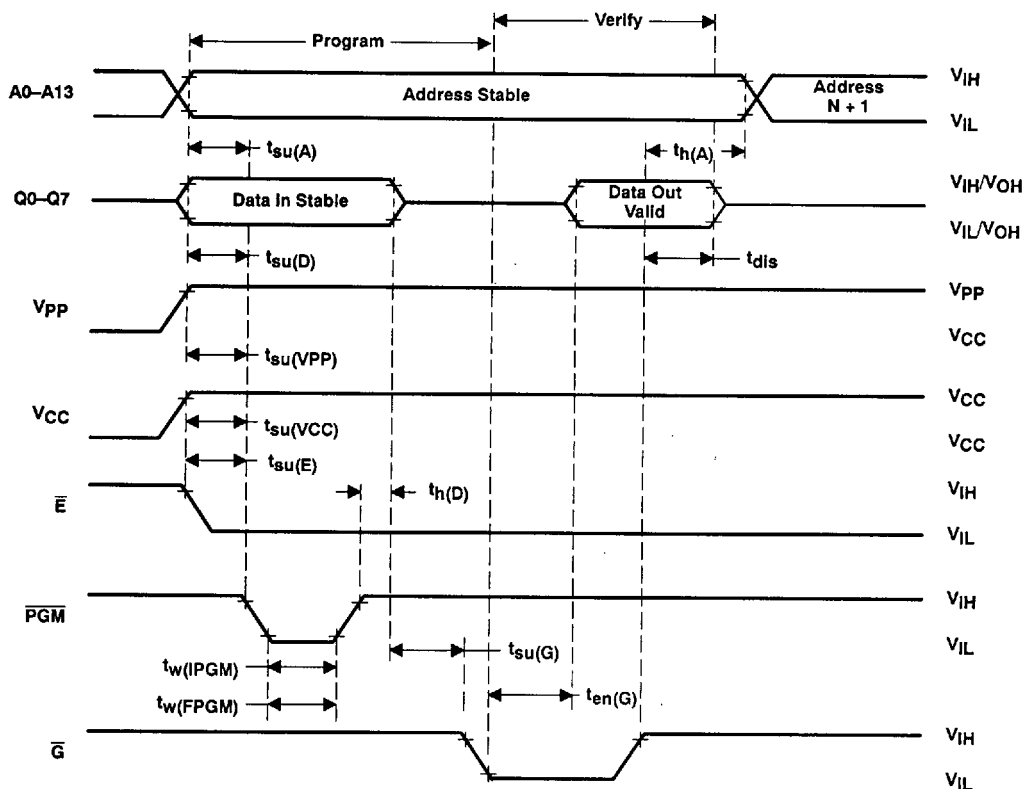 Verify
Program
A0–A13
Address Stable
Address
N + 1
VIH
VIL
tsu(A)
th(A)
Q0–Q7
Data In Stable
Data Out
Valid
VIH/VOH
VIL/VOH
tsu(D)
tdis
VPP
VPP
VCC
tsu(VPP)
VCC
VCC
tsu(VCC)
VCC
tsu(E)
E
th(D)
VIH
VIL
PGM
VIH
VIL
tsu(G)
tw(IPGM)
tw(FPGM)
ten(G)
G
VIH
VIL